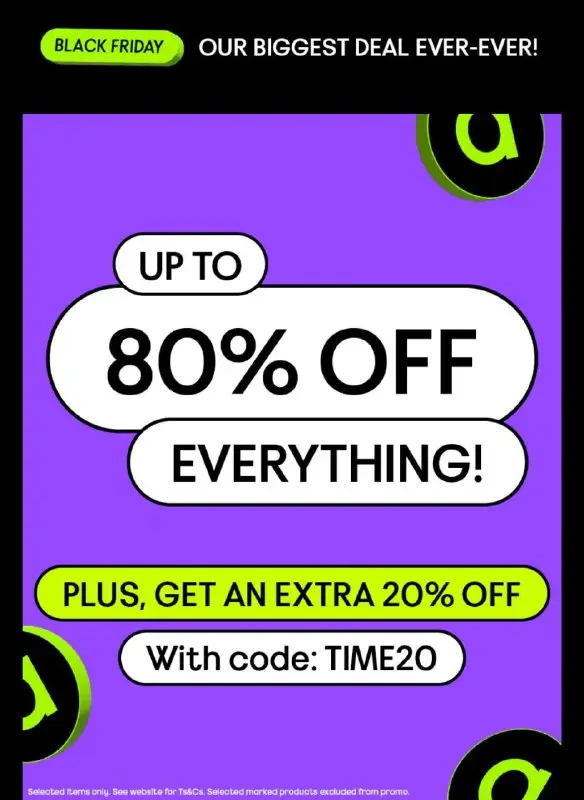 BLACK FRIDAY OUR BIGGEST DEAL EVER-EVER!
a
UP TO
80% OFF
EVERYTHING!
PLUS, GET AN EXTRA 20% OFF
With code: TIME20
a
a
Selected items only. See website for Ts&Cs. Selected marked products excluded from promo.